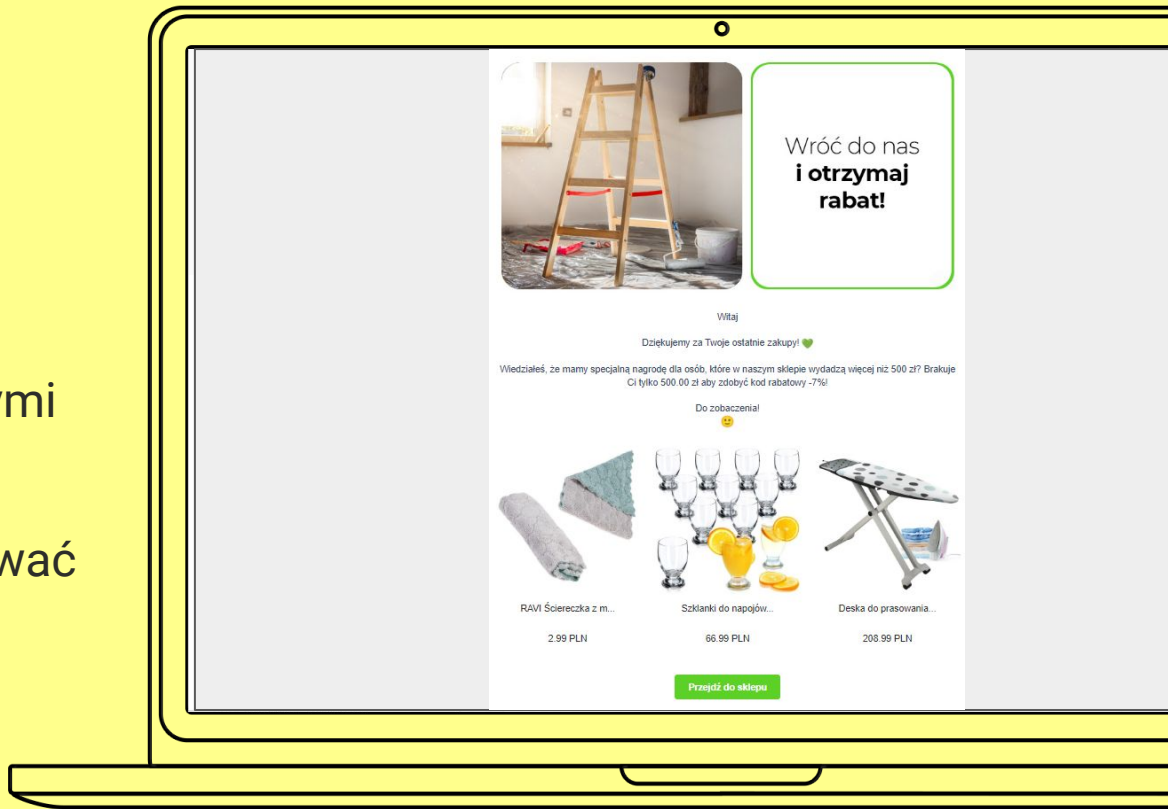 ymi
wać
Wróć do nas
i otrzymaj
rabat!
Witaj
Dziękujemy za Twoje ostatnie zakupy! 💚
Wiedziałeś, że mamy specjalną nagrodę dla osób, które w naszym sklepie wydadzą więcej niż 500 zł? Brakuje
Ci tylko 500.00 zł aby zdobyć kod rabatowy -7%!
Do zobaczenia!
🙂
RAVI Ściereczka z m...
Szklanki do napojów...
Deska do prasowania...
2.99 PLN
66.99 PLN
208.99 PLN
Przejdź do sklepu